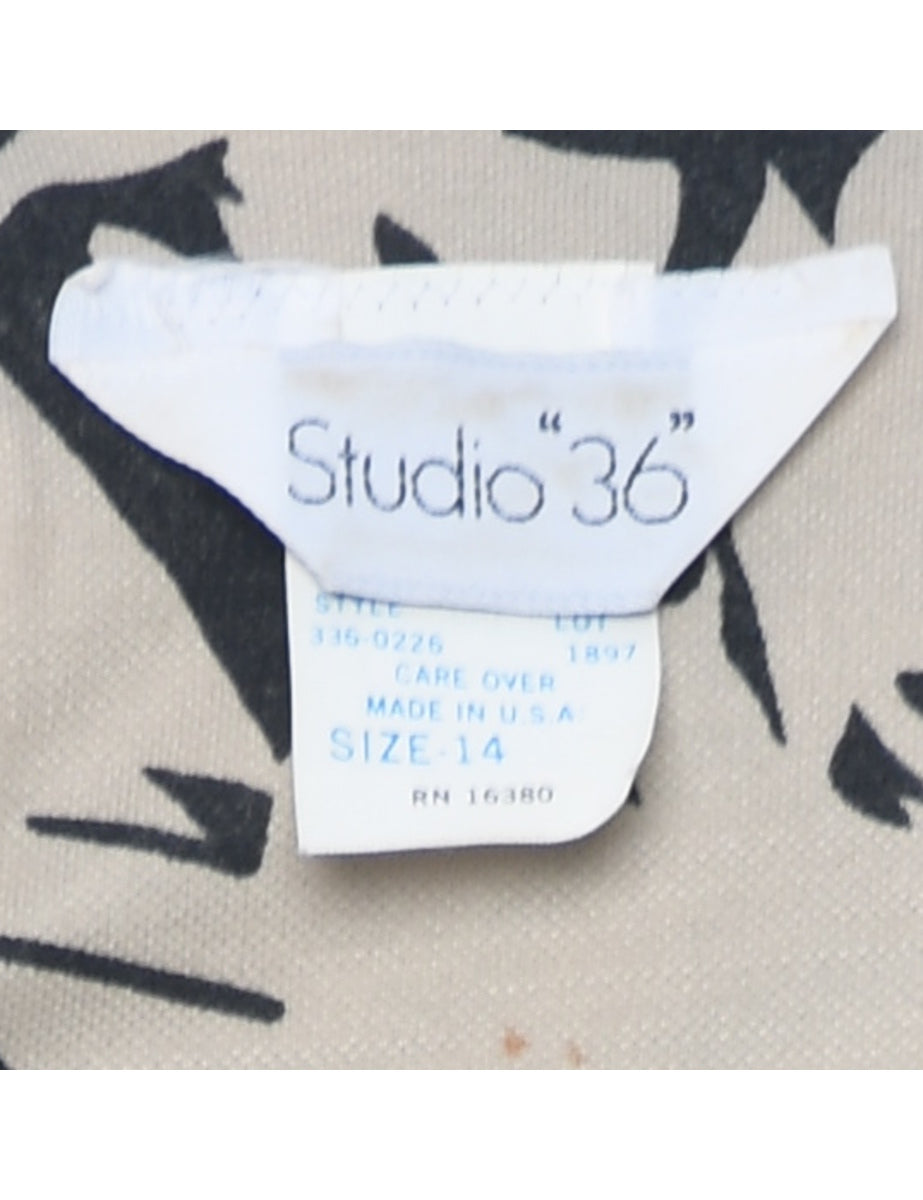 Studio “36”
STYLE LOT
336-0226 1897
CARE OVER
MADE IN U.S.A.
SIZE-14
RN 16380